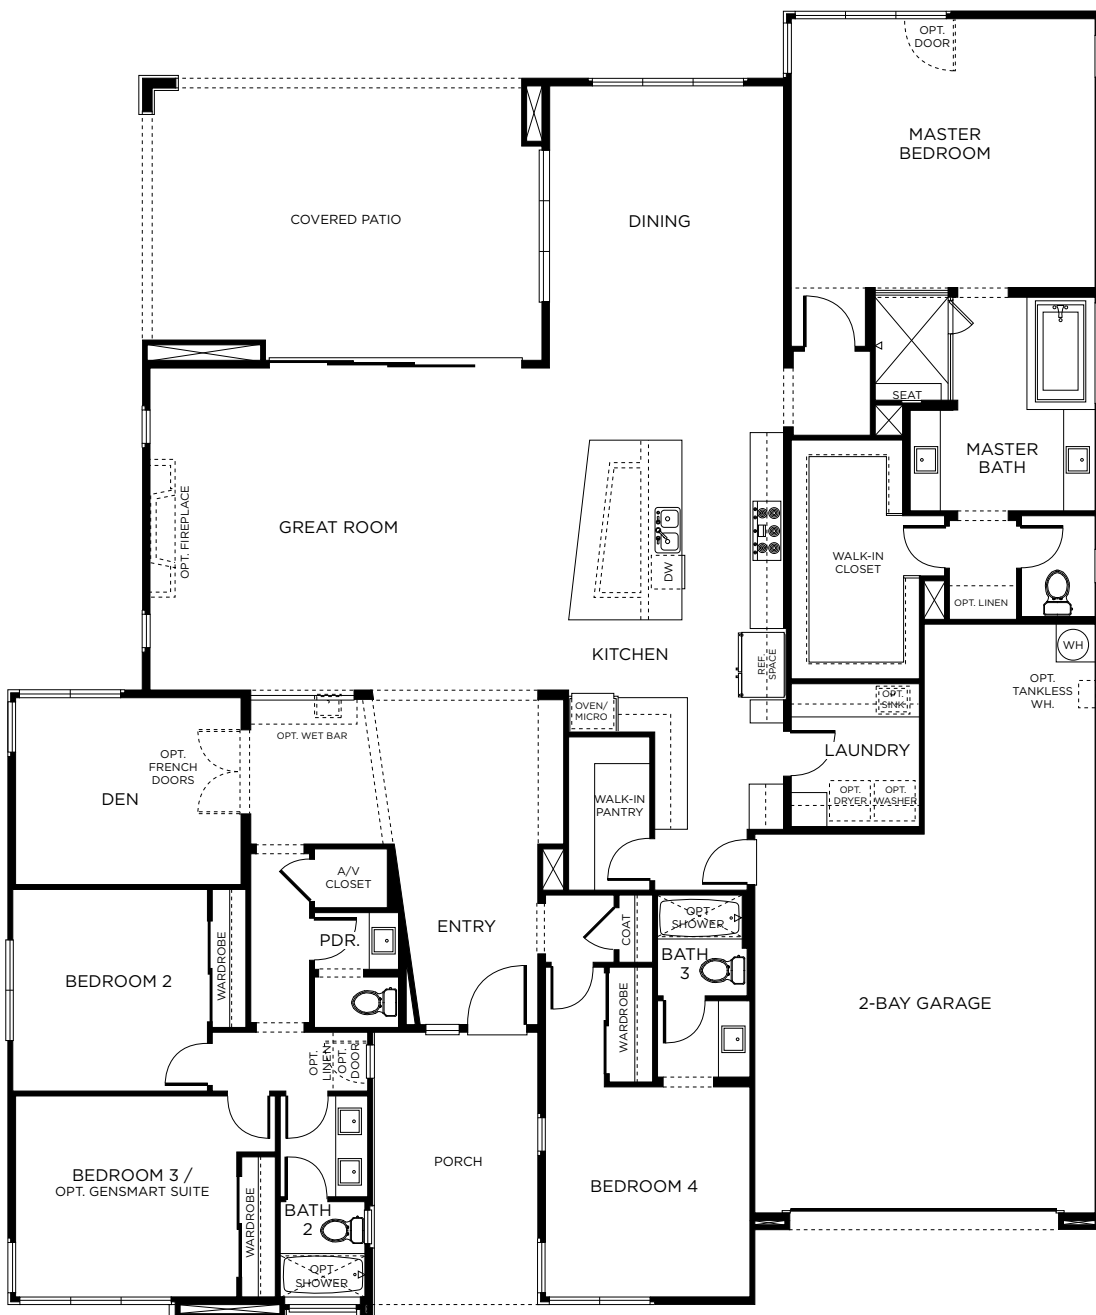 OPT.
DOOR
MASTER
BEDROOM
COVERED PATIO
DINING
SEAT
MASTER
BATH
OPT. FIREPLACE
GREAT ROOM
DW
WALK-IN
CLOSET
OPT. LINEN
KITCHEN
REF.
SPACE
WH
OPT.
TANKLESS
WH.
OVEN/
MICRO
OPT.
SINK
OPT. WET BAR
OPT.
FRENCH
DOORS
LAUNDRY
DEN
WALK-IN
PANTRY
OPT.
DRYER
OPT.
WASHER
A/V
CLOSET
ENTRY
PDR.
COAT
OPT
SHOWER
BATH
3
BEDROOM 2
WARDROBE
2-BAY GARAGE
WARDROBE
OPT.
LINEN
OPT.
DOOR
PORCH
BEDROOM 3 /
OPT. GENSMART SUITE
BEDROOM 4
WARDROBE
BATH
2
OPT
SHOWER